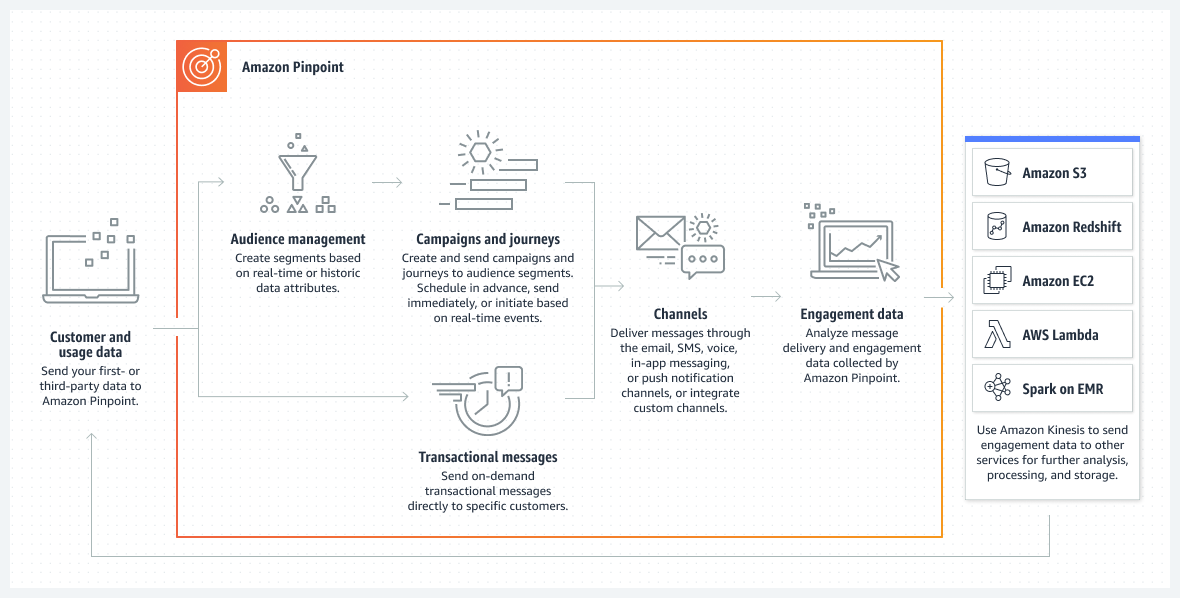 Amazon Pinpoint
Customer and
usage data
Send your first- or
third-party data to
Amazon Pinpoint.
Audience management
Create segments based
on real-time or historic
data attributes.
Campaigns and journeys
Create and send campaigns and
journeys to audience segments.
Schedule in advance, send
immediately, or initiate based
on real-time events.
Transactional messages
Send on-demand
transactional messages
directly to specific customers.
Channels
Deliver messages through
the email, SMS, voice,
in-app messaging,
or push notification
channels, or integrate
custom channels.
Engagement data
Analyze message
delivery and engagement
data collected by
Amazon Pinpoint.
Amazon S3
Amazon Redshift
Amazon EC2
AWS Lambda
Spark on EMR
Use Amazon Kinesis to send
engagement data to other
services for further analysis,
processing, and storage.